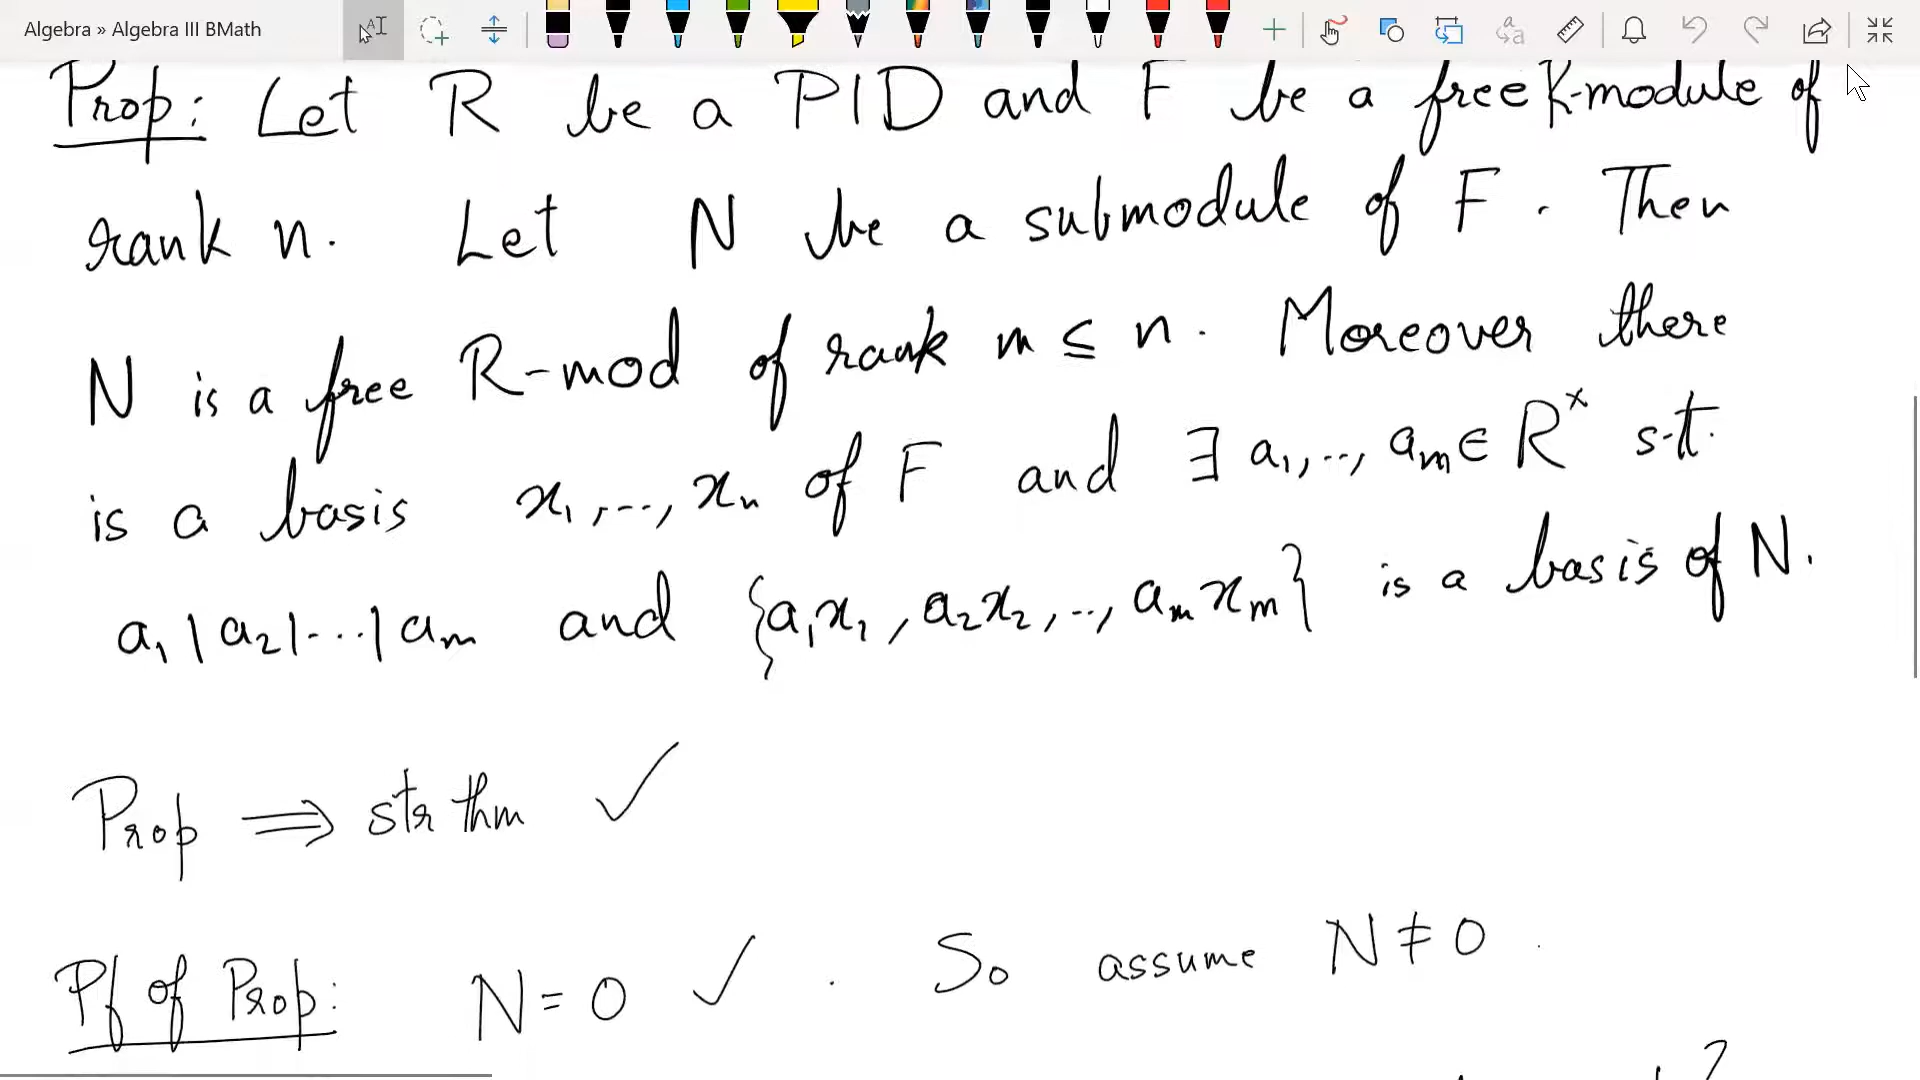 Algebra » Algebra III BMath
Prop: Let R be a PID and F be a free R-module of
rank n. Let N be a submodule of F. Then
N is a free R-mod of rank m ≤ n. Moreover there
is a basis x₁,...,xₙ of F and ∃ a₁,..,aₘ ∈ Rˣ s.t.
a₁|a₂|...|aₘ and {a₁x₁, a₂x₂,..,aₘxₘ} is a basis of N.
Prop ⟹ str thm ✓
Pf of Prop: N = 0 ✓. So assume N ≠ 0.